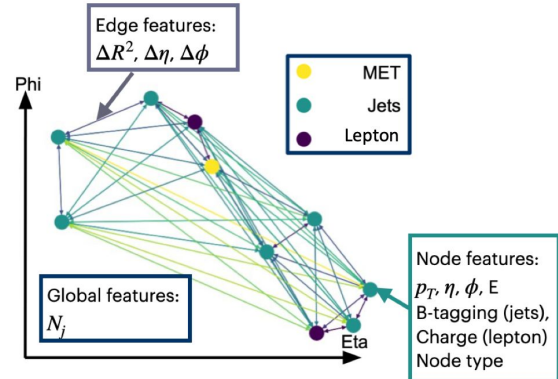 Edge features:
ΔR², Δη, Δϕ
MET
Jets
Lepton
Phi
Global features:
N_j
Node features:
p_T, η, ϕ, E
B-tagging (jets),
Charge (lepton)
Node type
Eta